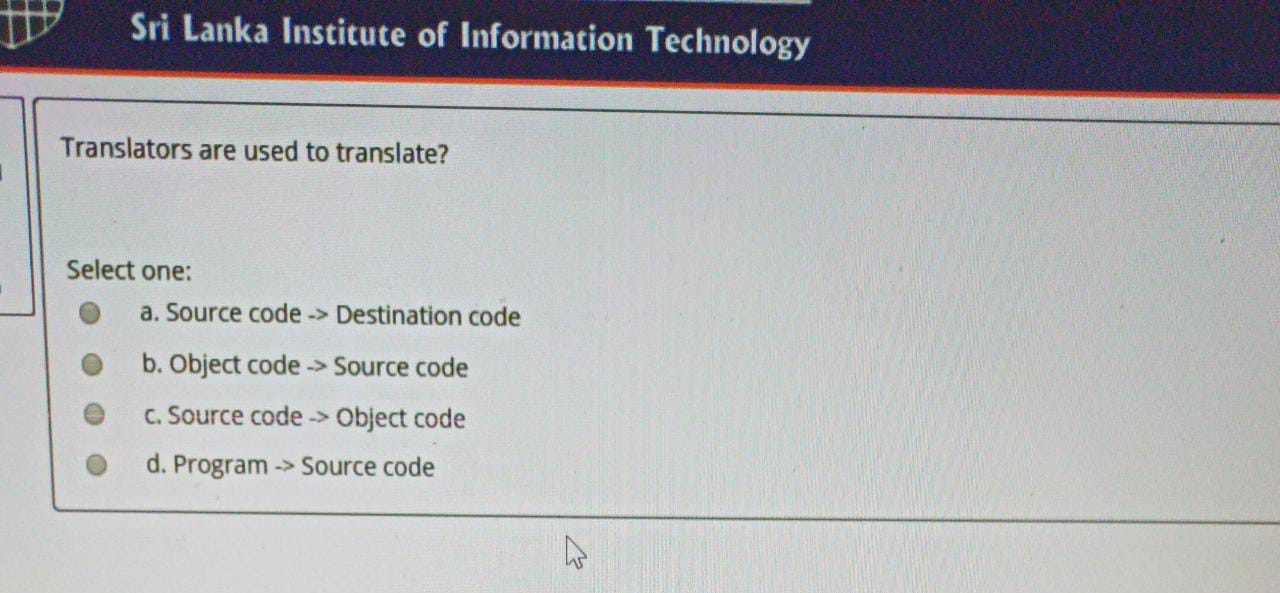 Sri Lanka Institute of Information Technology
Translators are used to translate?
Select one:
a. Source code -> Destination code
b. Object code -> Source code
c. Source code -> Object code
d. Program -> Source code